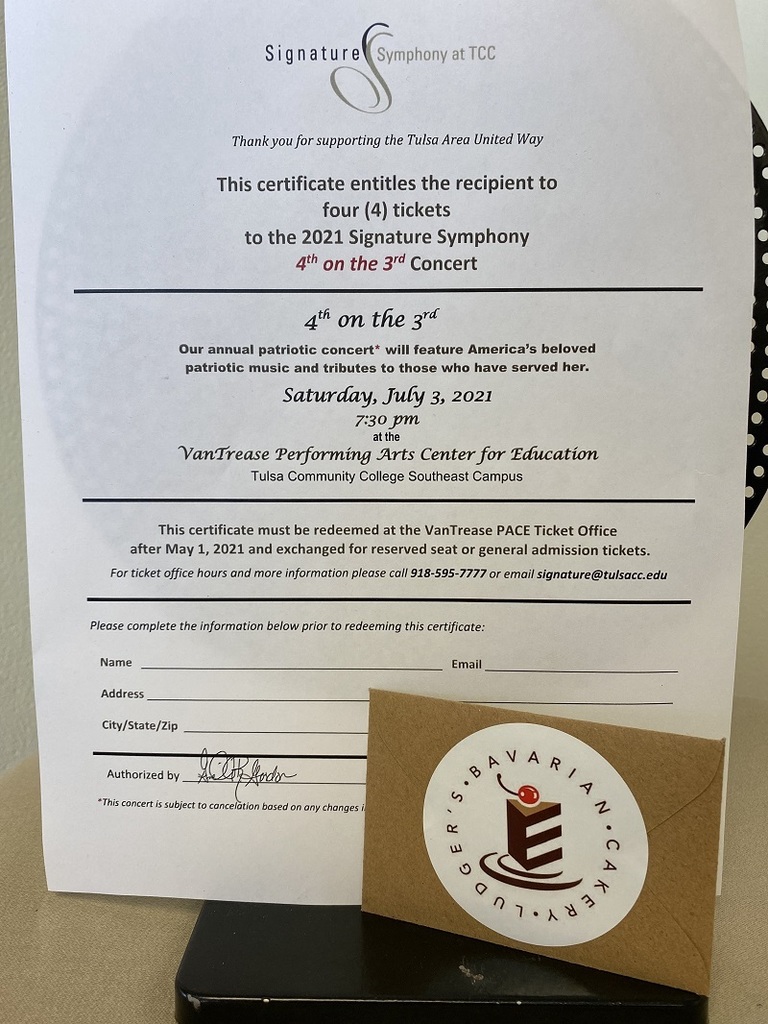 Signature Symphony at TCC
Thank you for supporting the Tulsa Area United Way
This certificate entitles the recipient to
four (4) tickets
to the 2021 Signature Symphony
4th on the 3rd Concert
4th on the 3rd
Our annual patriotic concert* will feature America's beloved
patriotic music and tributes to those who have served her.
Saturday, July 3, 2021
7:30 pm
at the
VanTrease Performing Arts Center for Education
Tulsa Community College Southeast Campus
This certificate must be redeemed at the VanTrease PACE Ticket Office
after May 1, 2021 and exchanged for reserved seat or general admission tickets.
For ticket office hours and more information please call 918-595-7777 or email signature@tulsacc.edu
Please complete the information below prior to redeeming this certificate:
Name Email
Address
City/State/Zip
Authorized by
*This concert is subject to cancelation based on any changes
LUDGER'S • BAVARIAN • CAKERY •